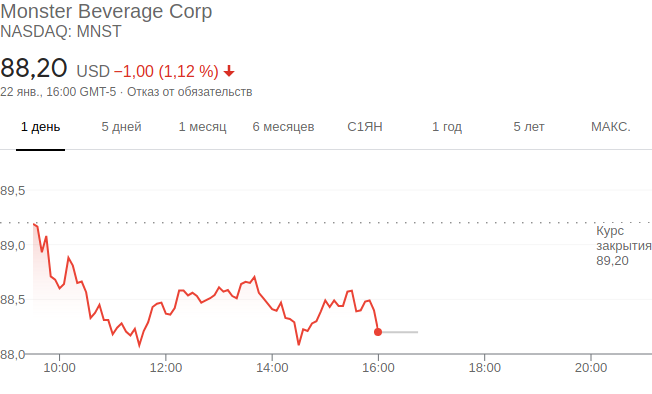 Monster Beverage Corp
NASDAQ: MNST
88,20 USD −1,00 (1,12 %)
22 янв., 16:00 GMT-5 · Отказ от обязательств
1 день 5 дней 1 месяц 6 месяцев С1ЯН 1 год 5 лет МАКС.
89,5
Курс
закрытия
89,20
89,0
88,5
88,0
10:00 12:00 14:00 16:00 18:00 20:00